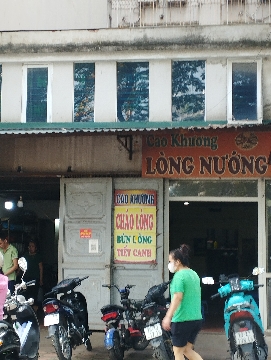 Cao Khương
LÒNG NƯỚNG
CAO KHƯƠNG
CHÁO LÒNG
BÚN LÒNG
TIẾT CANH